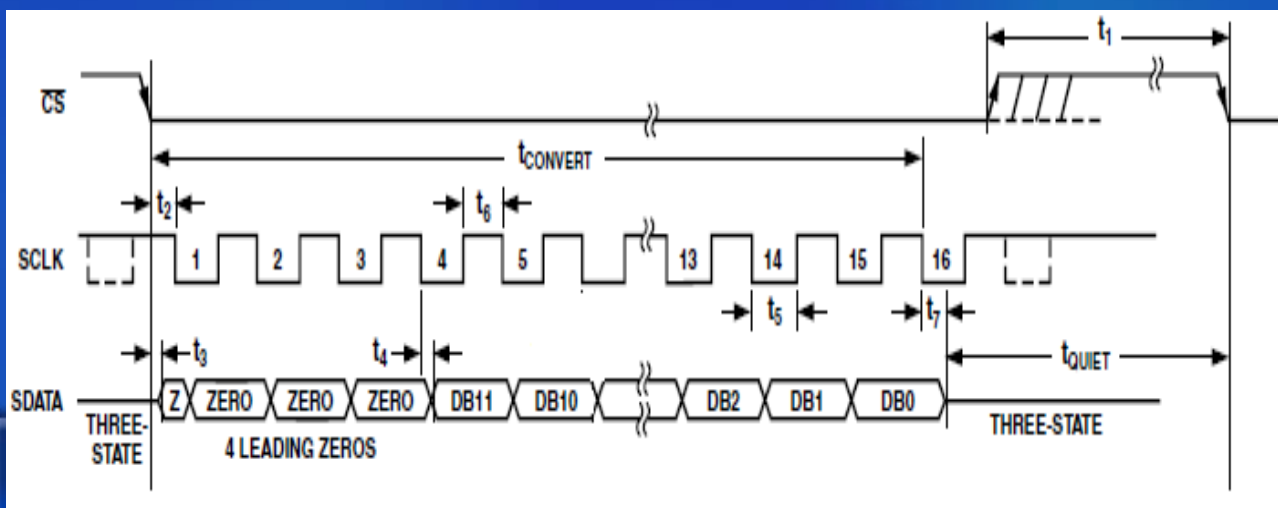 t1
CS
tCONVERT
t2
t6
SCLK
1 2 3 4 5 13 14 15 16
t5
t7
t3
t4
tQUIET
SDATA
Z ZERO ZERO ZERO DB11 DB10 DB2 DB1 DB0
THREE-
STATE
4 LEADING ZEROS
THREE-STATE